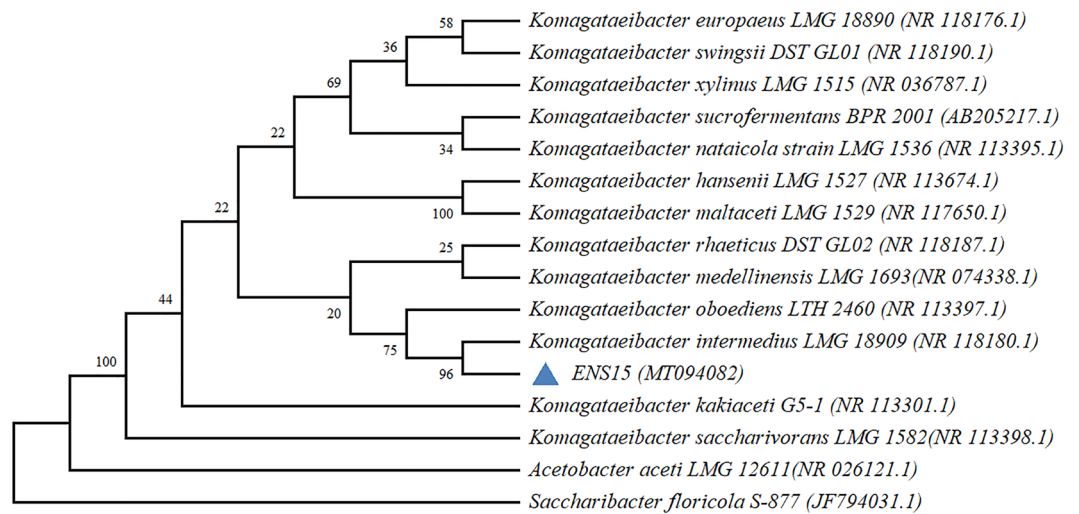 58
Komagataeibacter europaeus LMG 18890 (NR 118176.1)
36
Komagataeibacter swingsii DST GL01 (NR 118190.1)
69
Komagataeibacter xylinus LMG 1515 (NR 036787.1)
22
Komagataeibacter sucrofermentans BPR 2001 (AB205217.1)
34
Komagataeibacter nataicola strain LMG 1536 (NR 113395.1)
Komagataeibacter hansenii LMG 1527 (NR 113674.1)
22
100
Komagataeibacter maltaceti LMG 1529 (NR 117650.1)
25
Komagataeibacter rhaeticus DST GL02 (NR 118187.1)
Komagataeibacter medellinensis LMG 1693(NR 074338.1)
44
20
Komagataeibacter oboediens LTH 2460 (NR 113397.1)
75
Komagataeibacter intermedius LMG 18909 (NR 118180.1)
100
96
ENS15 (MT094082)
Komagataeibacter kakiaceti G5-1 (NR 113301.1)
Komagataeibacter saccharivorans LMG 1582(NR 113398.1)
Acetobacter aceti LMG 12611(NR 026121.1)
Saccharibacter floricola S-877 (JF794031.1)